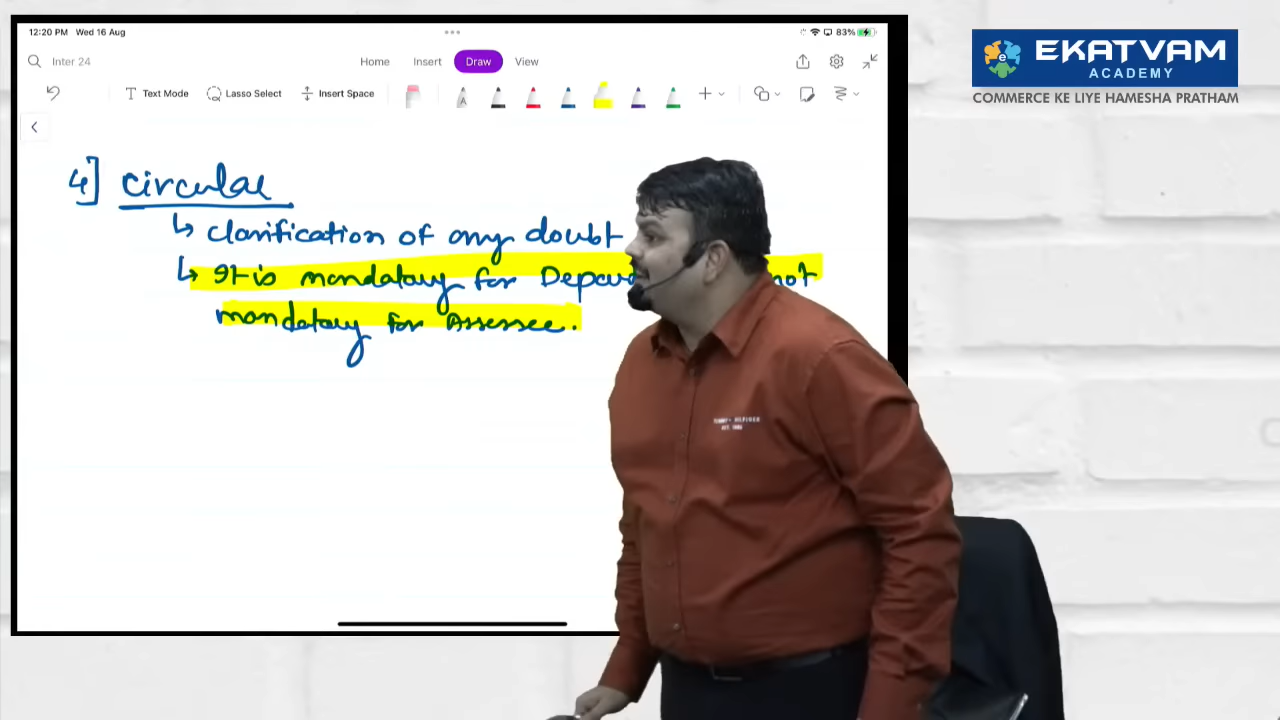 12:20 PM Wed 16 Aug
83%
Inter 24
Home Insert Draw View
Text Mode Lasso Select Insert Space
4] Circular
↳ clarification of any doubt
↳ It is mandatory for not
mandatory for Assessee.
EKATVAM
ACADEMY
COMMERCE KE LIYE HAMESHA PRATHAM